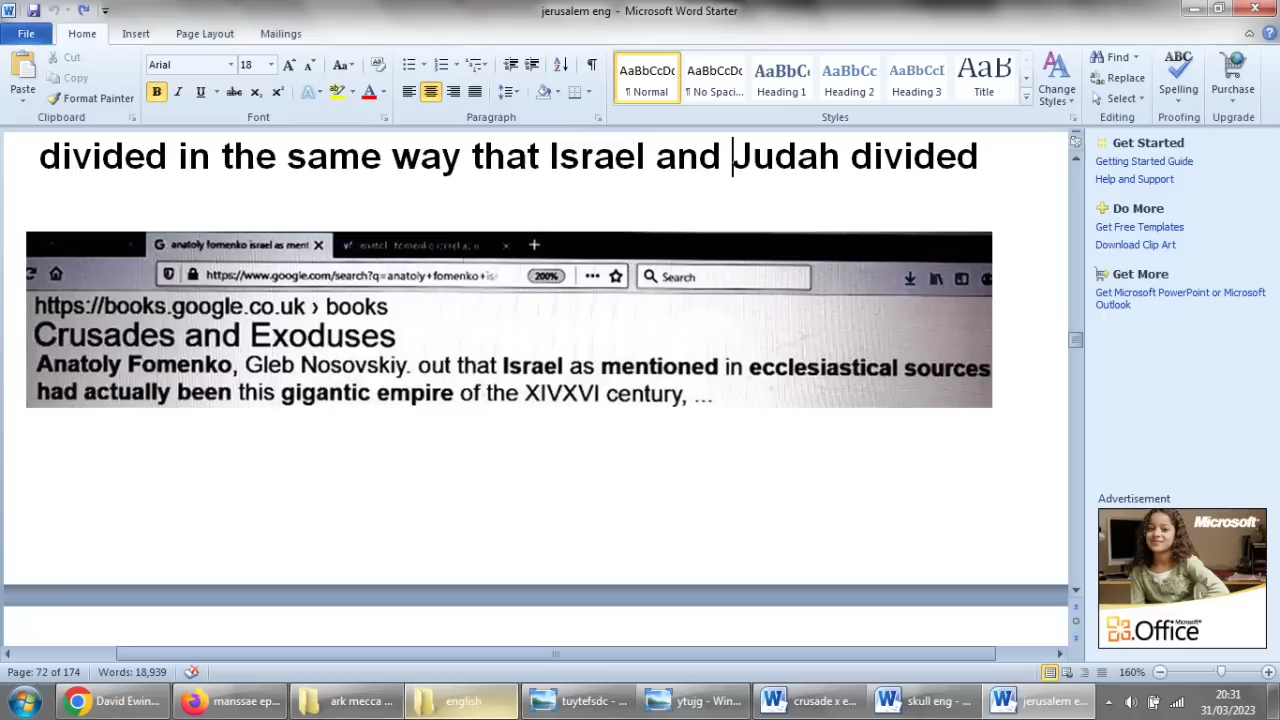 jerusalem eng - Microsoft Word Starter
File
Home
Insert
Page Layout
Mailings
Paste
Cut
Copy
Format Painter
Clipboard
Arial
18
Font
Paragraph
AaBbCcDc
¶ Normal
AaBbCcDc
¶ No Spaci...
AaBbC
Heading 1
AaBbCc
Heading 2
AaBbCcI
Heading 3
AaB
Title
Change
Styles
Styles
Find
Replace
Select
Editing
Spelling
Proofing
Purchase
Upgrade
divided in the same way that Israel and Judah divided
anatoly fomenko israel as ment
https://www.google.com/search?q=anatoly+fomenko+is
200%
Search
https://books.google.co.uk › books
Crusades and Exoduses
Anatoly Fomenko, Gleb Nosovskiy. out that Israel as mentioned in ecclesiastical sources
had actually been this gigantic empire of the XIVXVI century, ...
Get Started
Getting Started Guide
Help and Support
Do More
Get Free Templates
Download Clip Art
Get More
Get Microsoft PowerPoint or Microsoft
Outlook
Advertisement
Microsoft
Microsoft
Office
Page: 72 of 174
Words: 18,939
160%
David Ewin...
manssae ep...
ark mecca ...
english
tuytefsdc - ...
ytujg - Win...
crusade x e...
skull eng - ...
jerusalem e...
20:31
31/03/2023